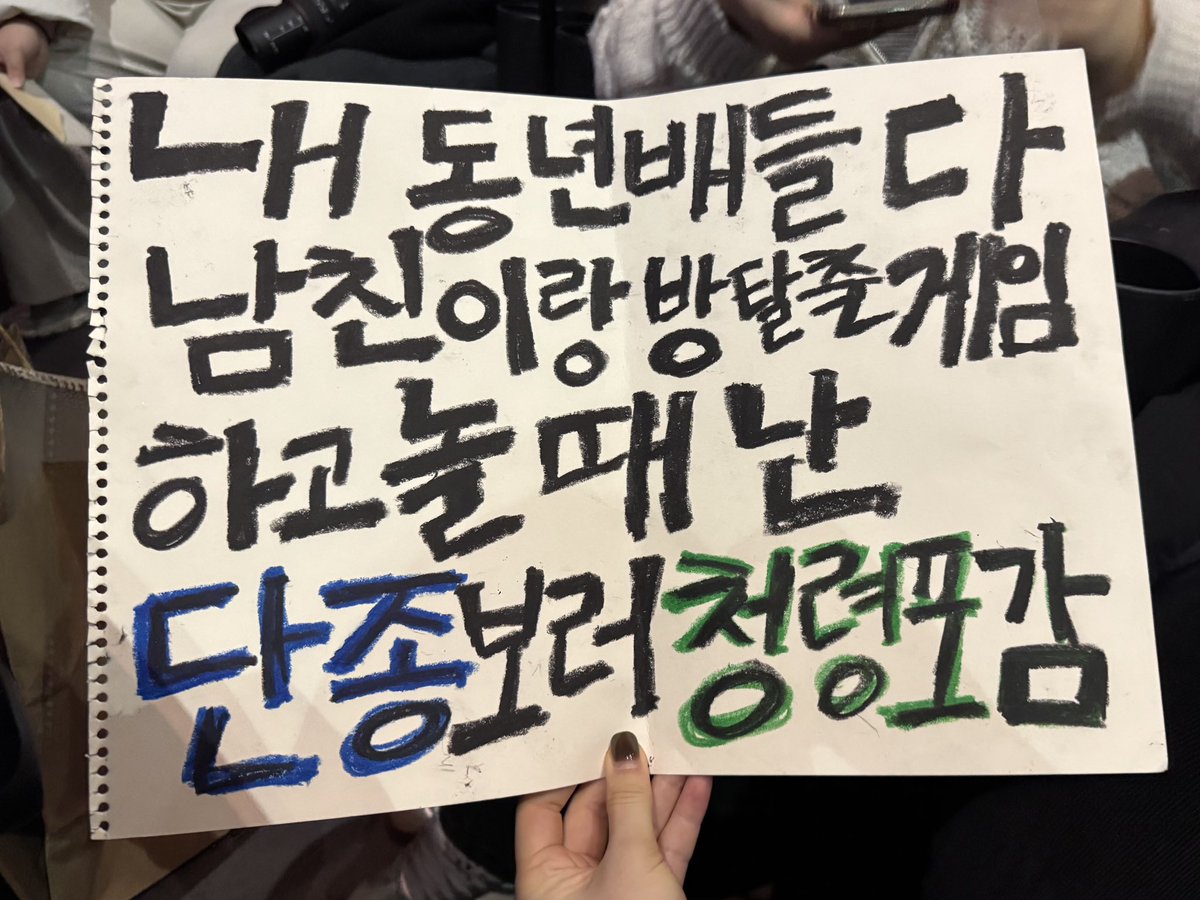 내 동년배들 다
남친이랑 방탈죽게임
하고놀 때 난
단종보러 청령포감